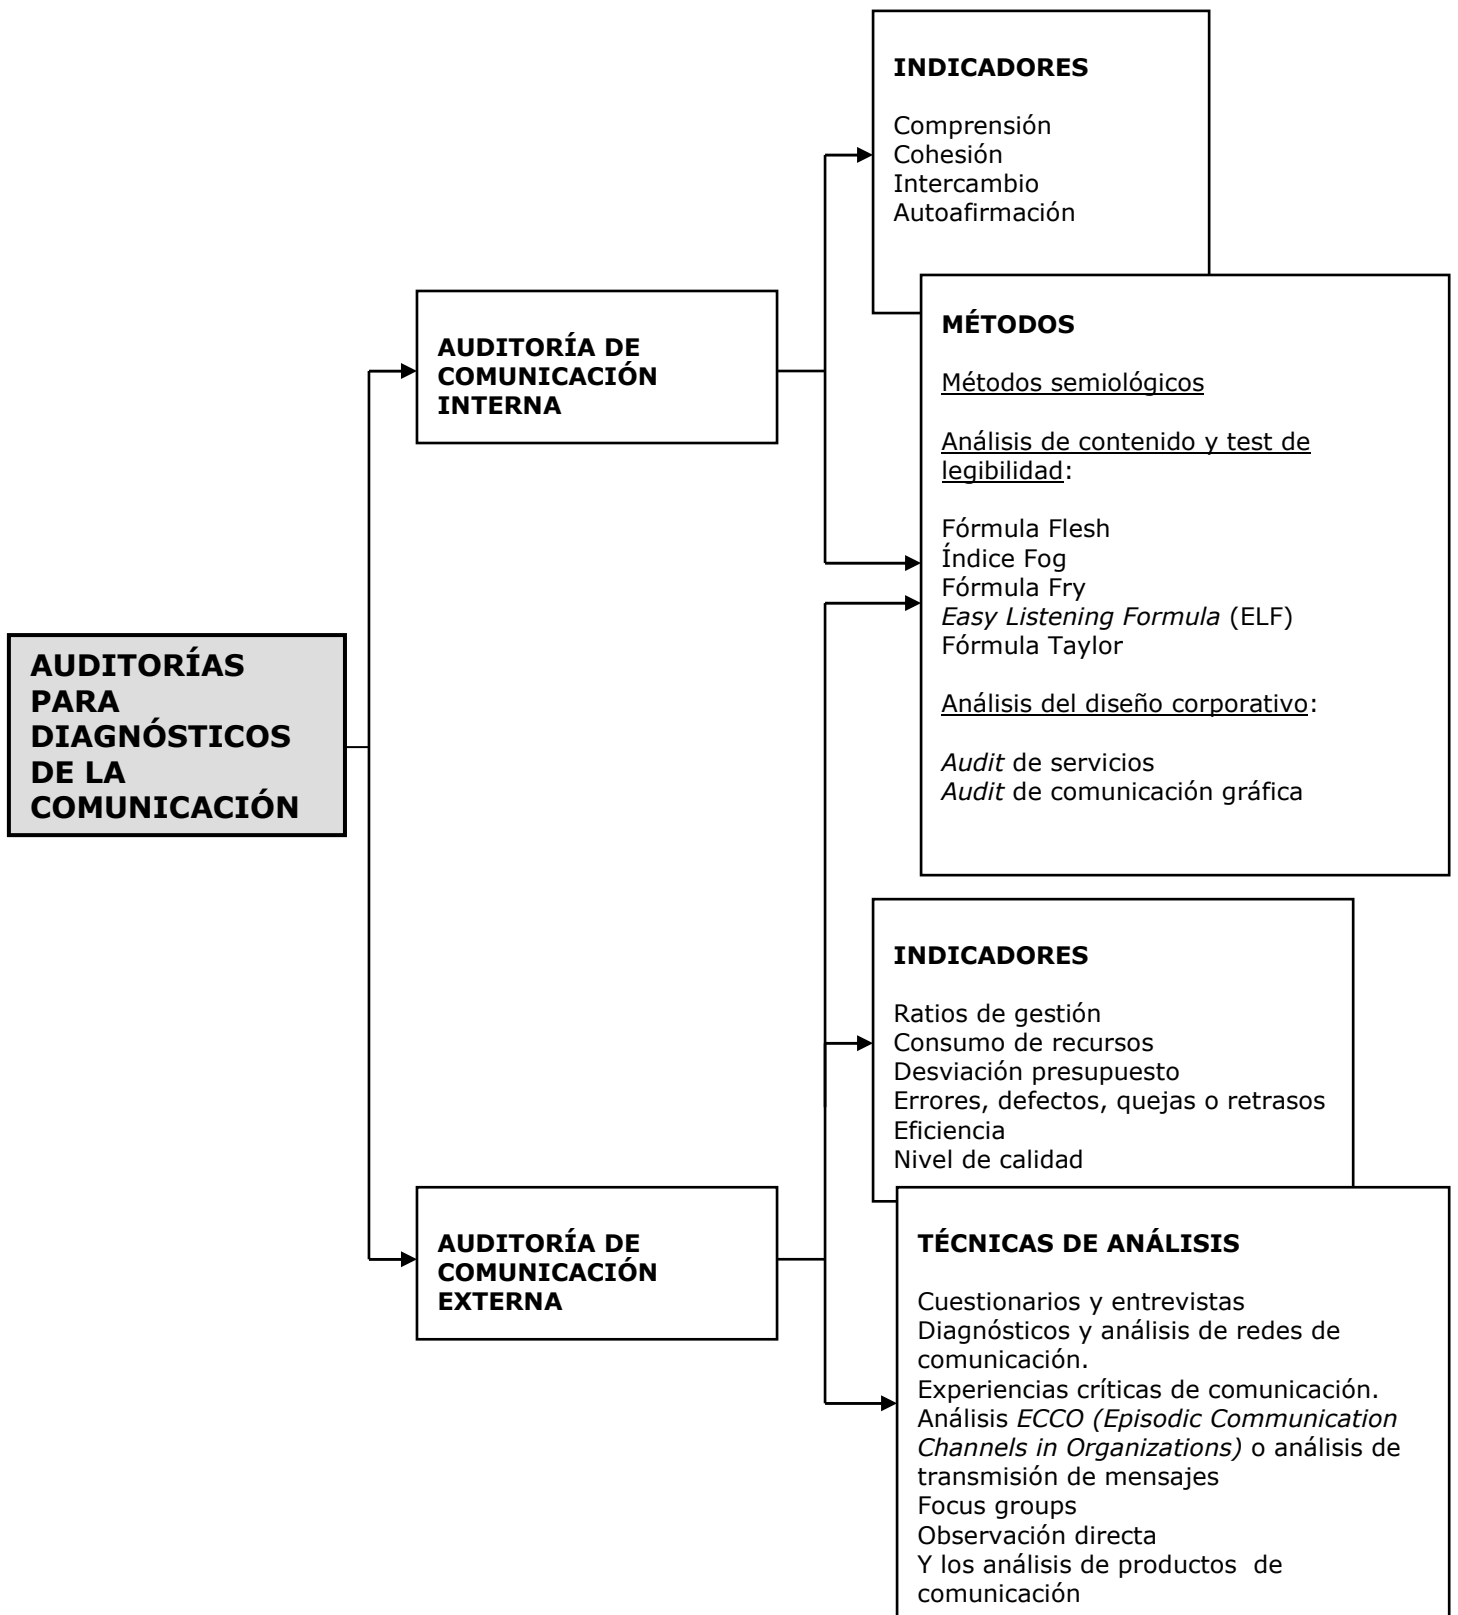 INDICADORES
Comprensión
Cohesión
Intercambio
Autoafirmación
MÉTODOS
Métodos semiológicos
Análisis de contenido y test de
legibilidad:
Fórmula Flesh
Índice Fog
Fórmula Fry
Easy Listening Formula (ELF)
Fórmula Taylor
Análisis del diseño corporativo:
Audit de servicios
Audit de comunicación gráfica
AUDITORÍA DE
COMUNICACIÓN
INTERNA
AUDITORÍAS
PARA
DIAGNÓSTICOS
DE LA
COMUNICACIÓN
INDICADORES
Ratios de gestión
Consumo de recursos
Desviación presupuesto
Errores, defectos, quejas o retrasos
Eficiencia
Nivel de calidad
AUDITORÍA DE
COMUNICACIÓN
EXTERNA
TÉCNICAS DE ANÁLISIS
Cuestionarios y entrevistas
Diagnósticos y análisis de redes de
comunicación.
Experiencias críticas de comunicación.
Análisis ECCO (Episodic Communication
Channels in Organizations) o análisis de
transmisión de mensajes
Focus groups
Observación directa
Y los análisis de productos  de
comunicación